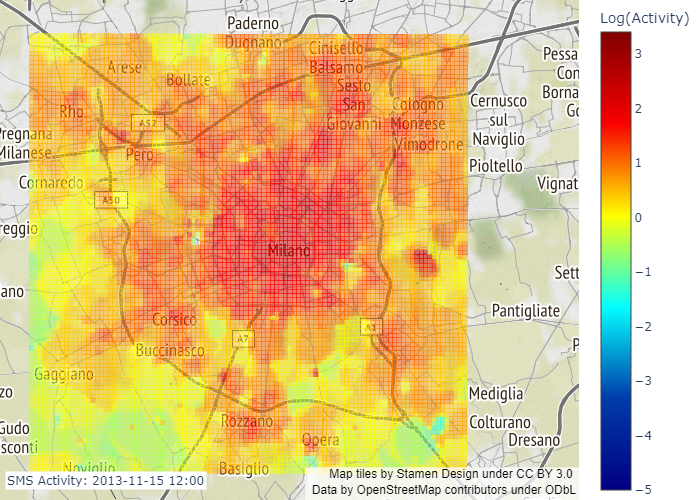 Log(Activity)
3
2
1
0
−1
−2
−3
−4
−5
Paderno
Dugnano
Cinisello
Balsamo
Arese
Bollate
Sesto
San
Giovanni
Cologno
Monzese
Vimodrone
Pessa
Con
Borna
Go
Cernusco
sul
Naviglio
Rho
A52
Pregnana
Milanese
Pero
Pioltello
Cornaredo
A50
Vignat
reggio
Milano
Sett
ano
Pantigliate
Corsico
A7
A1
Buccinasco
P
Gaggiano
zo
Mediglia
Rozzano
Colturano
Gudo
sconti
Opera
Dresano
Noviglio
Basiglio
SMS Activity: 2013-11-15 12:00
Map tiles by Stamen Design under CC BY 3.0
Data by OpenStreetMap contributors under ODbL